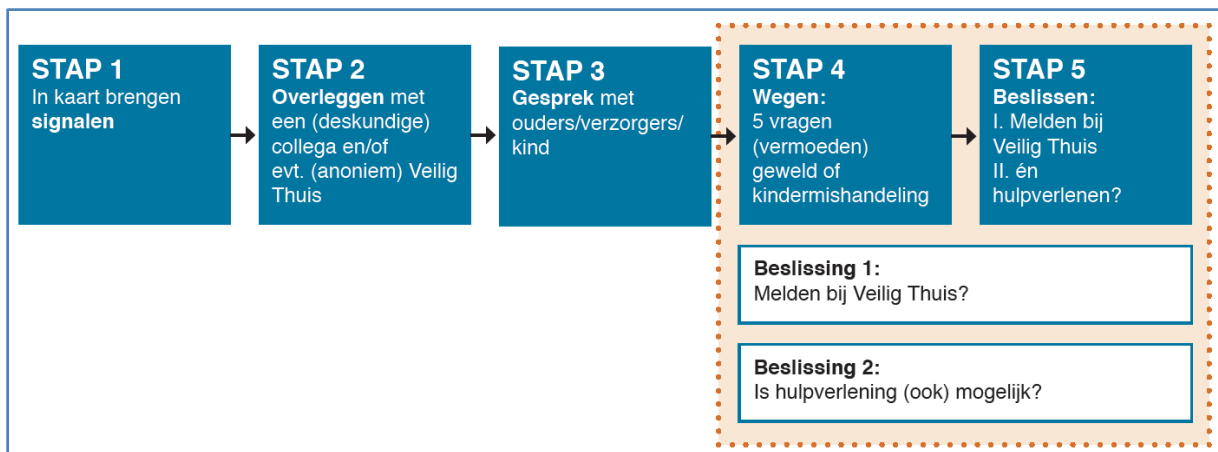 STAP 1
In kaart brengen
signalen
STAP 2
Overleggen met
een (deskundige)
collega en/of
evt. (anoniem) Veilig
Thuis
STAP 3
Gesprek met
ouders/verzorgers/
kind
STAP 4
Wegen:
5 vragen
(vermoeden)
geweld of
kindermishandeling
STAP 5
Beslissen:
I. Melden bij
Veilig Thuis
II. én
hulpverlenen?
Beslissing 1:
Melden bij Veilig Thuis?
Beslissing 2:
Is hulpverlening (ook) mogelijk?